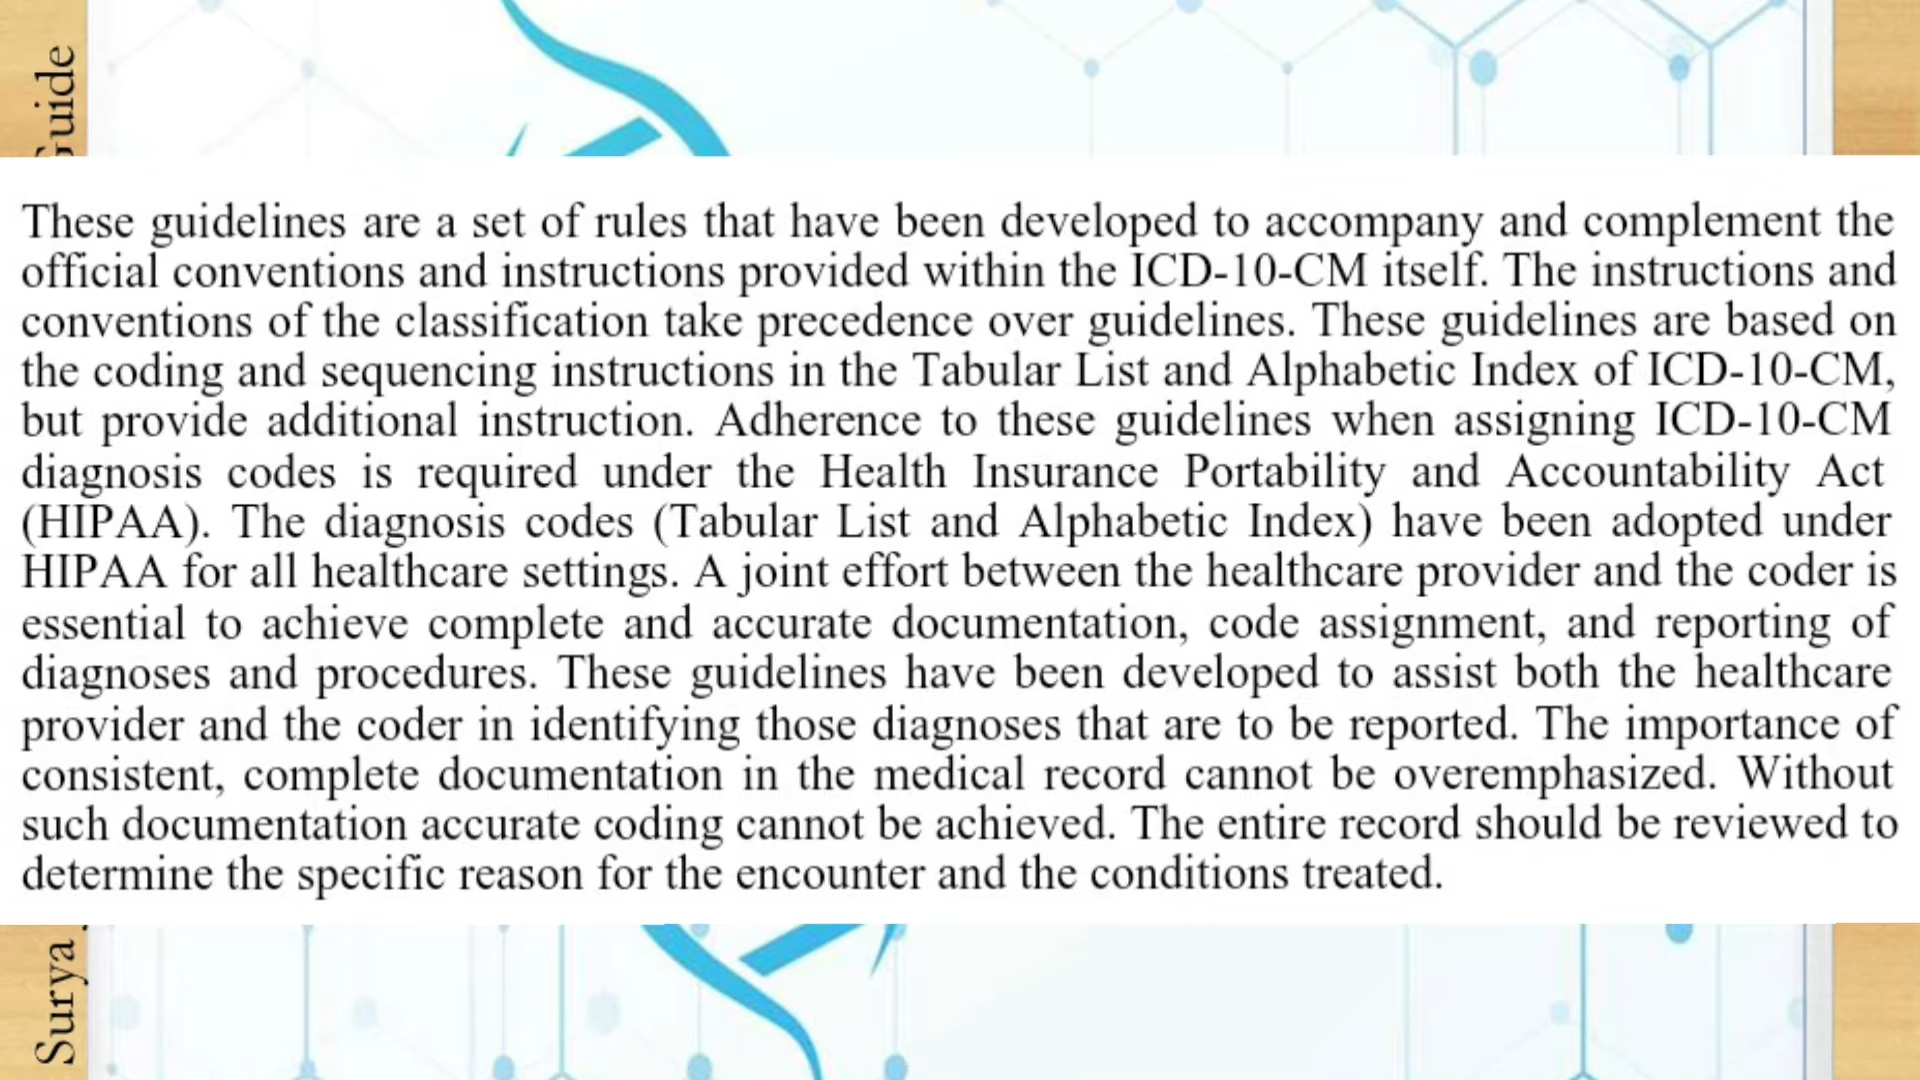 Guide
These guidelines are a set of rules that have been developed to accompany and complement the
official conventions and instructions provided within the ICD-10-CM itself. The instructions and
conventions of the classification take precedence over guidelines. These guidelines are based on
the coding and sequencing instructions in the Tabular List and Alphabetic Index of ICD-10-CM,
but provide additional instruction. Adherence to these guidelines when assigning ICD-10-CM
diagnosis codes is required under the Health Insurance Portability and Accountability Act
(HIPAA). The diagnosis codes (Tabular List and Alphabetic Index) have been adopted under
HIPAA for all healthcare settings. A joint effort between the healthcare provider and the coder is
essential to achieve complete and accurate documentation, code assignment, and reporting of
diagnoses and procedures. These guidelines have been developed to assist both the healthcare
provider and the coder in identifying those diagnoses that are to be reported. The importance of
consistent, complete documentation in the medical record cannot be overemphasized. Without
such documentation accurate coding cannot be achieved. The entire record should be reviewed to
determine the specific reason for the encounter and the conditions treated.
Surya